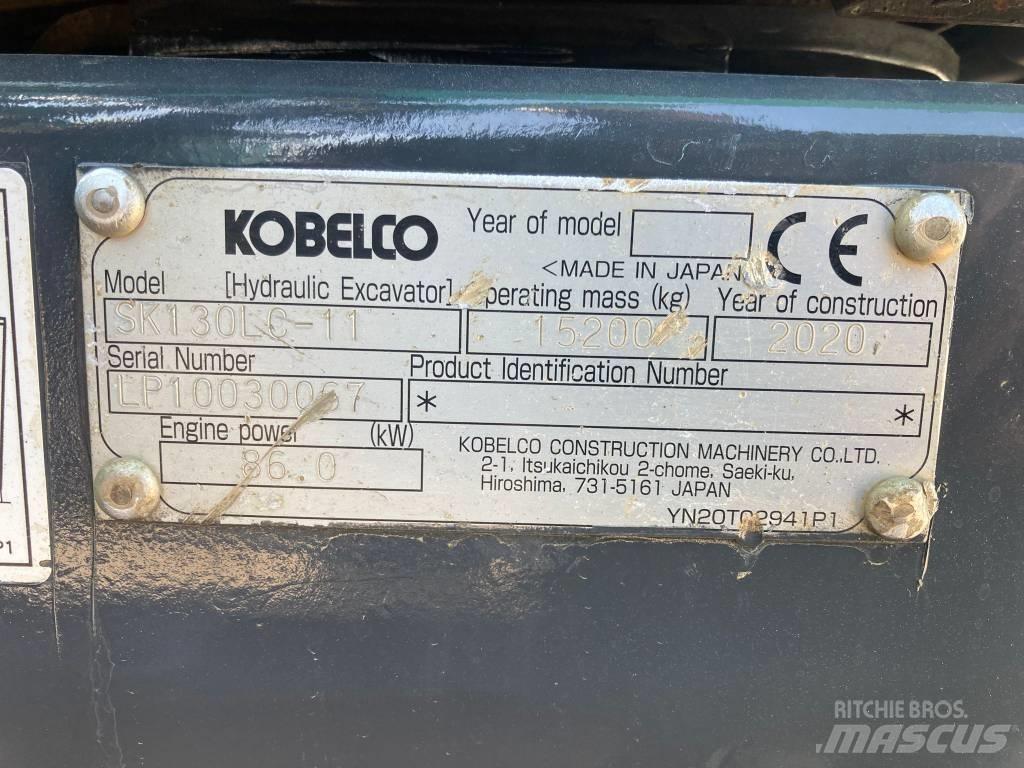 KOBELCO
Year of model
CE
<MADE IN JAPAN
Model [Hydraulic Excavator] Operating mass (kg) Year of construction
SK130LC-11 15200 2020
Serial Number Product Identification Number
* *
Engine power (kW)
86.0
KOBELCO CONSTRUCTION MACHINERY CO.,LTD.
2-1, Itsukaichikou 2-chome, Saeki-ku,
Hiroshima, 731-5161 JAPAN
YN20T02941P1
P1
RITCHIE BROS.
MASCUS